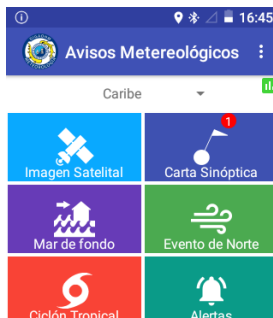 16:45
Avisos Metereológicos
Caribe
1
Imagen Satelital
Carta Sinóptica
Mar de fondo
Evento de Norte
Ciclón Tropical
Alertas